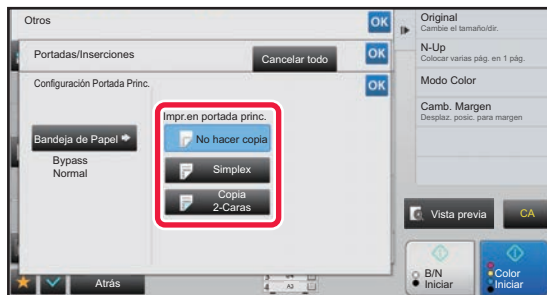 Otros
OK
Portadas/Inserciones
Cancelar todo
OK
Configuración Portada Princ.
OK
Impr.en portada princ.
Bandeja de Papel
No hacer copia
Bypass
Normal
Simplex
Copia
2-Caras
Atrás
Original
Cambie el tamaño/dir.
N-Up
Colocar varias pág. en 1 pág.
Modo Color
Camb. Margen
Desplaz. posic. para margen
Vista previa
CA
B/N
Iniciar
Color
Iniciar
4
A3